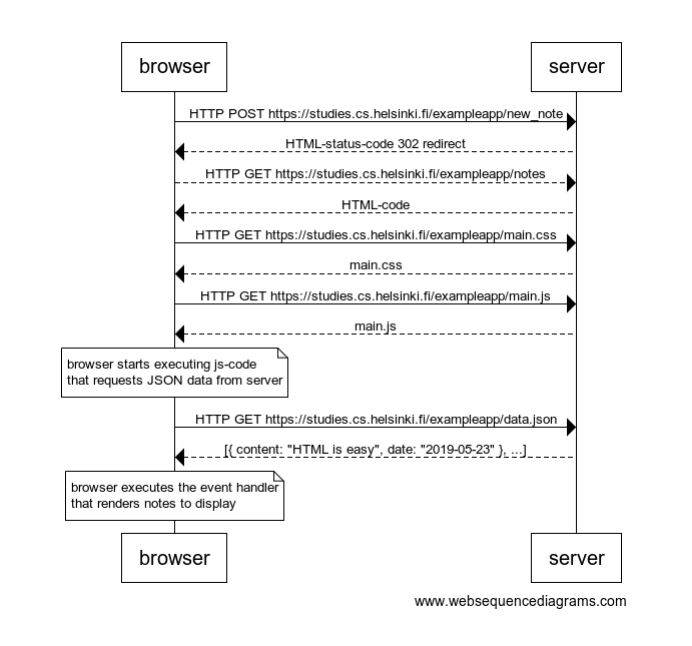 browser
server
HTTP POST https://studies.cs.helsinki.fi/exampleapp/new_note
HTML-status-code 302 redirect
HTTP GET https://studies.cs.helsinki.fi/exampleapp/notes
HTML-code
HTTP GET https://studies.cs.helsinki.fi/exampleapp/main.css
main.css
HTTP GET https://studies.cs.helsinki.fi/exampleapp/main.js
main.js
browser starts executing js-code
that requests JSON data from server
HTTP GET https://studies.cs.helsinki.fi/exampleapp/data.json
[{ content: "HTML is easy", date: "2019-05-23" }, ...]
browser executes the event handler
that renders notes to display
browser
server
www.websequencediagrams.com